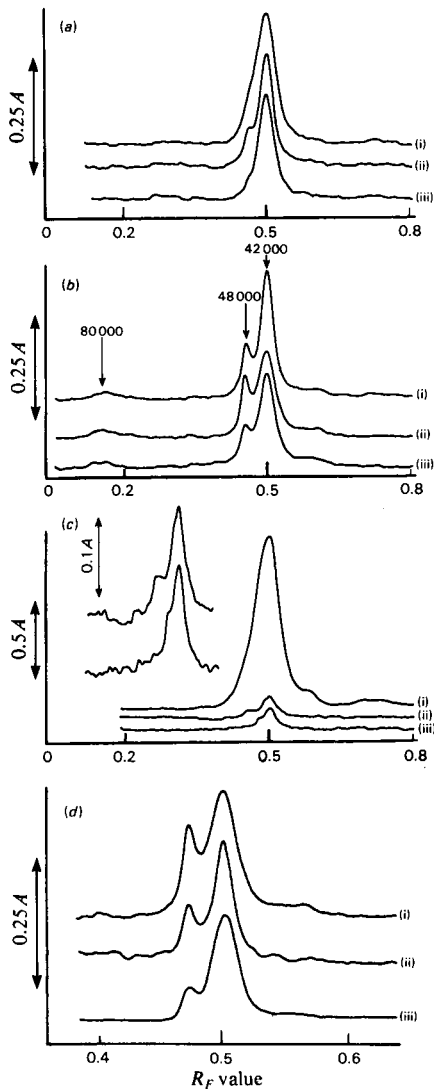 (a)
0.25 A
(i)
(ii)
(iii)
0 0.2 0.5 0.8
42 000
(b)
48 000
80 000
0.25 A
(i)
(ii)
(iii)
0 0.2 0.5 0.8
(c)
0.1 A
0.5 A
(i)
(ii)
(iii)
0 0.2 0.5 0.8
(d)
0.25 A
(i)
(ii)
(iii)
0.4 0.5 0.6
R_F value